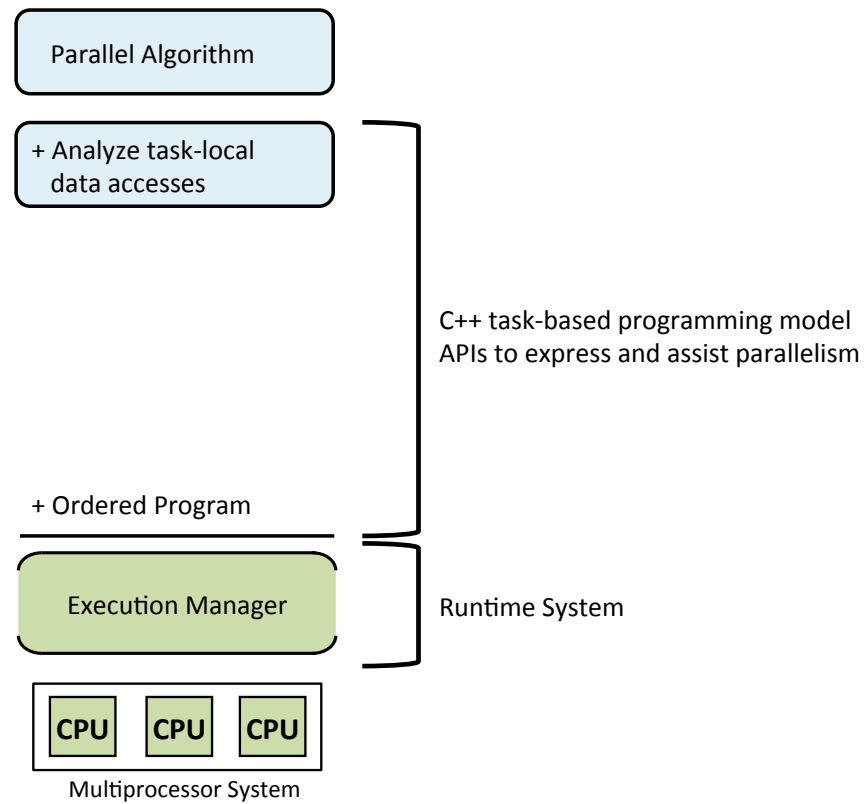 Parallel Algorithm
+ Analyze task-local
data accesses
C++ task-based programming model
APIs to express and assist parallelism
+ Ordered Program
Execution Manager
Runtime System
CPU CPU CPU
Multiprocessor System